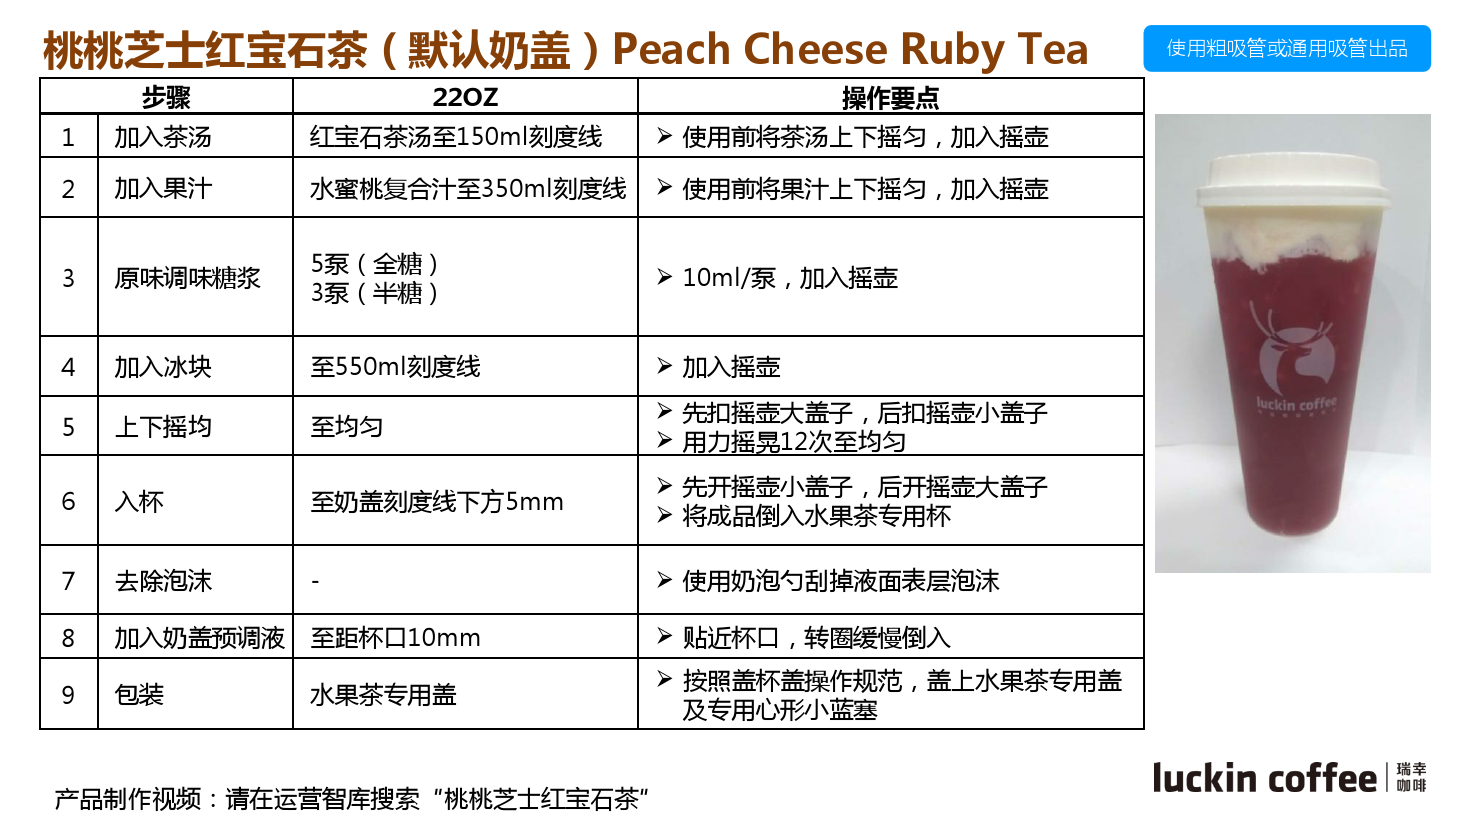 桃桃芝士红宝石茶（默认奶盖）Peach Cheese Ruby Tea
使用粗吸管或通用吸管出品
步骤 22OZ 操作要点
1 加入茶汤 红宝石茶汤至150ml刻度线 ➢ 使用前将茶汤上下摇匀，加入摇壶
2 加入果汁 水蜜桃复合汁至350ml刻度线 ➢ 使用前将果汁上下摇匀，加入摇壶
3 原味调味糖浆 5泵（全糖） ➢ 10ml/泵，加入摇壶
3泵（半糖）
4 加入冰块 至550ml刻度线 ➢ 加入摇壶
5 上下摇均 至均匀 ➢ 先扣摇壶大盖子，后扣摇壶小盖子
➢ 用力摇晃12次至均匀
6 入杯 至奶盖刻度线下方5mm ➢ 先开摇壶小盖子，后开摇壶大盖子
➢ 将成品倒入水果茶专用杯
7 去除泡沫 - ➢ 使用奶泡勺刮掉液面表层泡沫
8 加入奶盖预调液 至距杯口10mm ➢ 贴近杯口，转圈缓慢倒入
9 包装 水果茶专用盖 ➢ 按照盖杯盖操作规范，盖上水果茶专用盖
及专用心形小蓝塞
luckin coffee
产品制作视频：请在运营智库搜索“桃桃芝士红宝石茶”
luckin coffee 瑞幸
咖啡